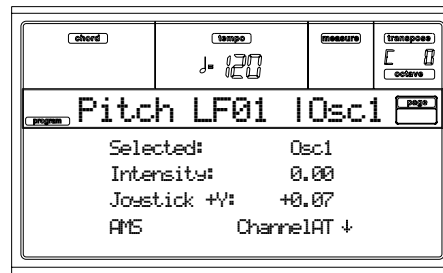 chord tempo measure transpose
♩= 120 C 0
octave
program Pitch LFO1 |Osc1 page
Selected: Osc1
Intensity: 0.00
Joystick +Y: +0.07
AMS ChannelAT ↓